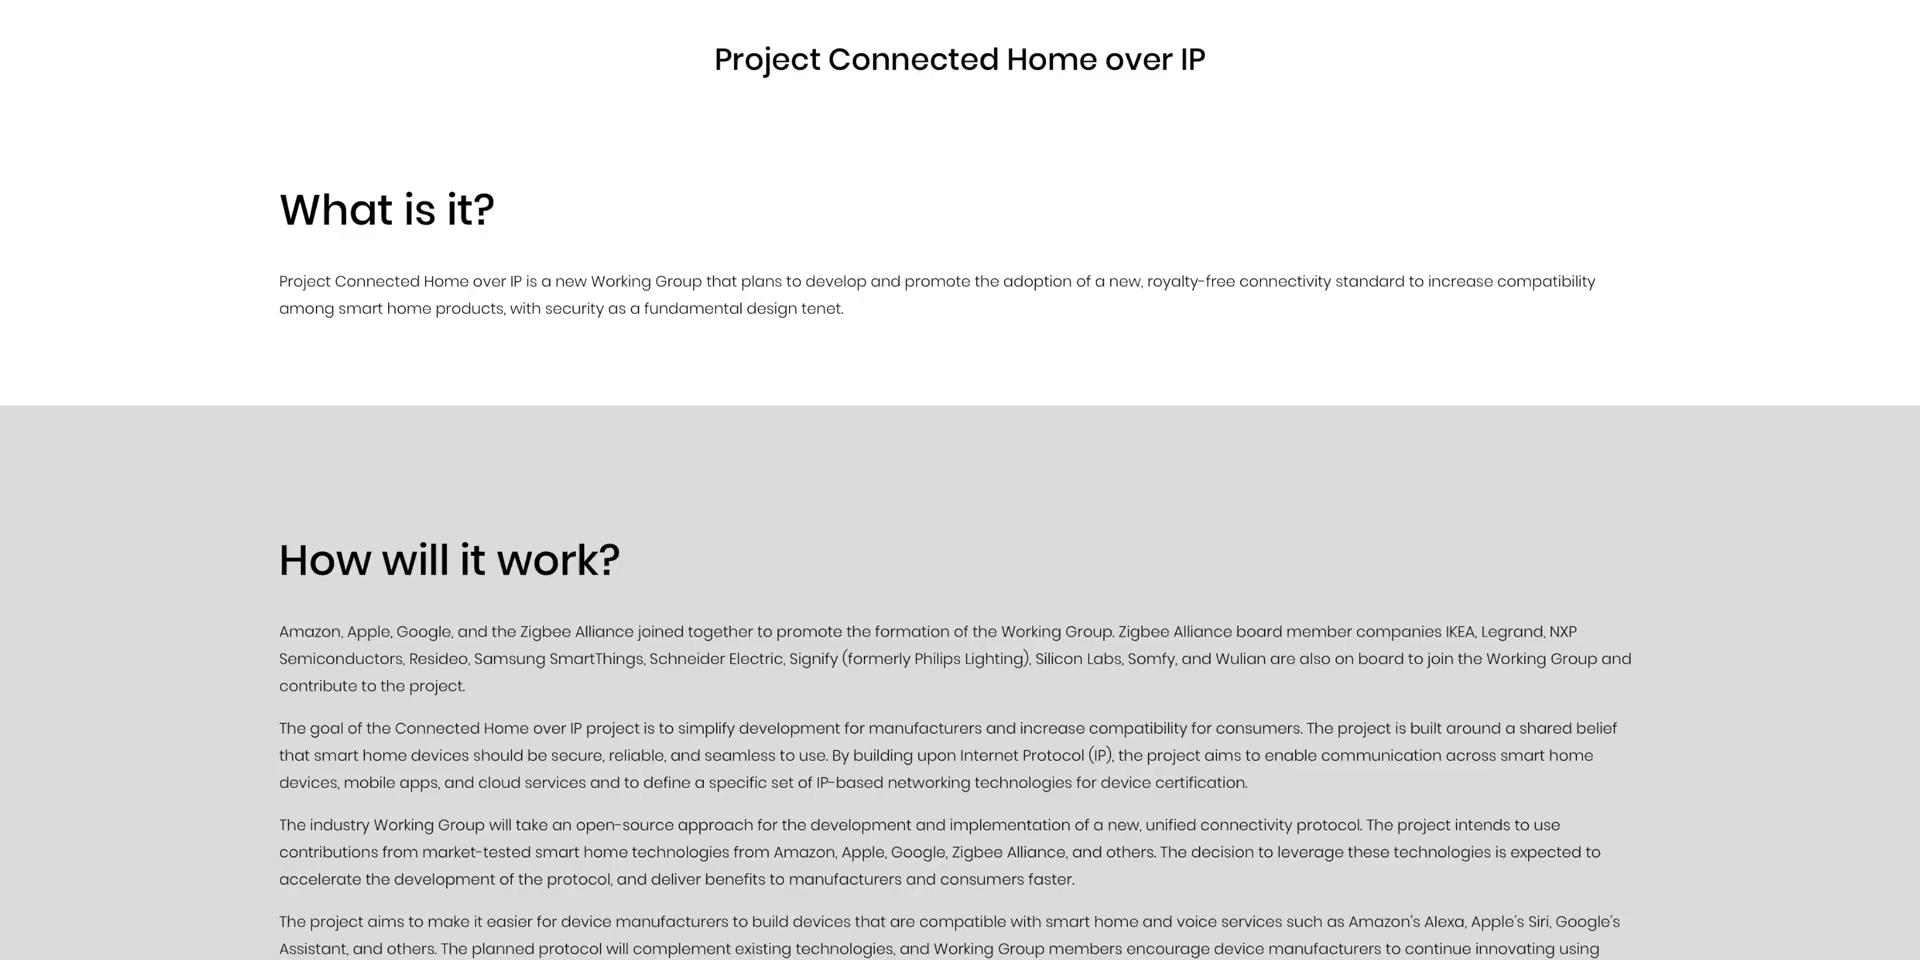 Project Connected Home over IP
What is it?
Project Connected Home over IP is a new Working Group that plans to develop and promote the adoption of a new, royalty-free connectivity standard to increase compatibility
among smart home products, with security as a fundamental design tenet.
How will it work?
Amazon, Apple, Google, and the Zigbee Alliance joined together to promote the formation of the Working Group. Zigbee Alliance board member companies IKEA, Legrand, NXP
Semiconductors, Resideo, Samsung SmartThings, Schneider Electric, Signify (formerly Philips Lighting), Silicon Labs, Somfy, and Wulian are also on board to join the Working Group and
contribute to the project.
The goal of the Connected Home over IP project is to simplify development for manufacturers and increase compatibility for consumers. The project is built around a shared belief
that smart home devices should be secure, reliable, and seamless to use. By building upon Internet Protocol (IP), the project aims to enable communication across smart home
devices, mobile apps, and cloud services and to define a specific set of IP-based networking technologies for device certification.
The industry Working Group will take an open-source approach for the development and implementation of a new, unified connectivity protocol. The project intends to use
contributions from market-tested smart home technologies from Amazon, Apple, Google, Zigbee Alliance, and others. The decision to leverage these technologies is expected to
accelerate the development of the protocol, and deliver benefits to manufacturers and consumers faster.
The project aims to make it easier for device manufacturers to build devices that are compatible with smart home and voice services such as Amazon's Alexa, Apple's Siri, Google's
Assistant, and others. The planned protocol will complement existing technologies, and Working Group members encourage device manufacturers to continue innovating using